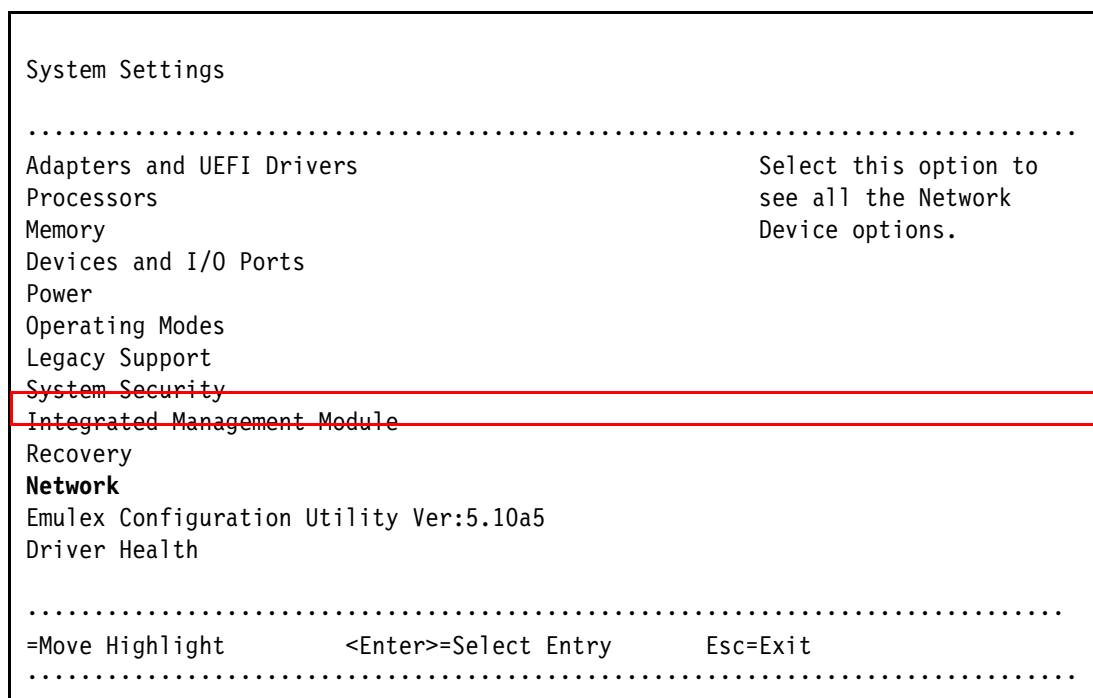 System Settings
................................................................................
Adapters and UEFI Drivers Select this option to
Processors see all the Network
Memory Device options.
Devices and I/O Ports
Power
Operating Modes
Legacy Support
System Security
Integrated Management Module
Recovery
Network
Emulex Configuration Utility Ver:5.10a5
Driver Health
...............................................................................
=Move Highlight <Enter>=Select Entry Esc=Exit
................................................................................